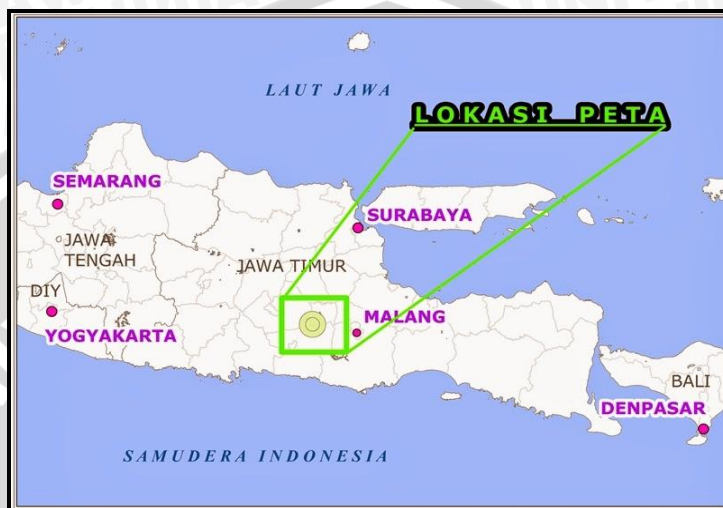 LAUT JAWA
LOKASI PETA
SEMARANG
SURABAYA
JAWA
TENGAH
JAWA TIMUR
DIY
YOGYAKARTA
MALANG
BALI
DENPASAR
SAMUDERA INDONESIA